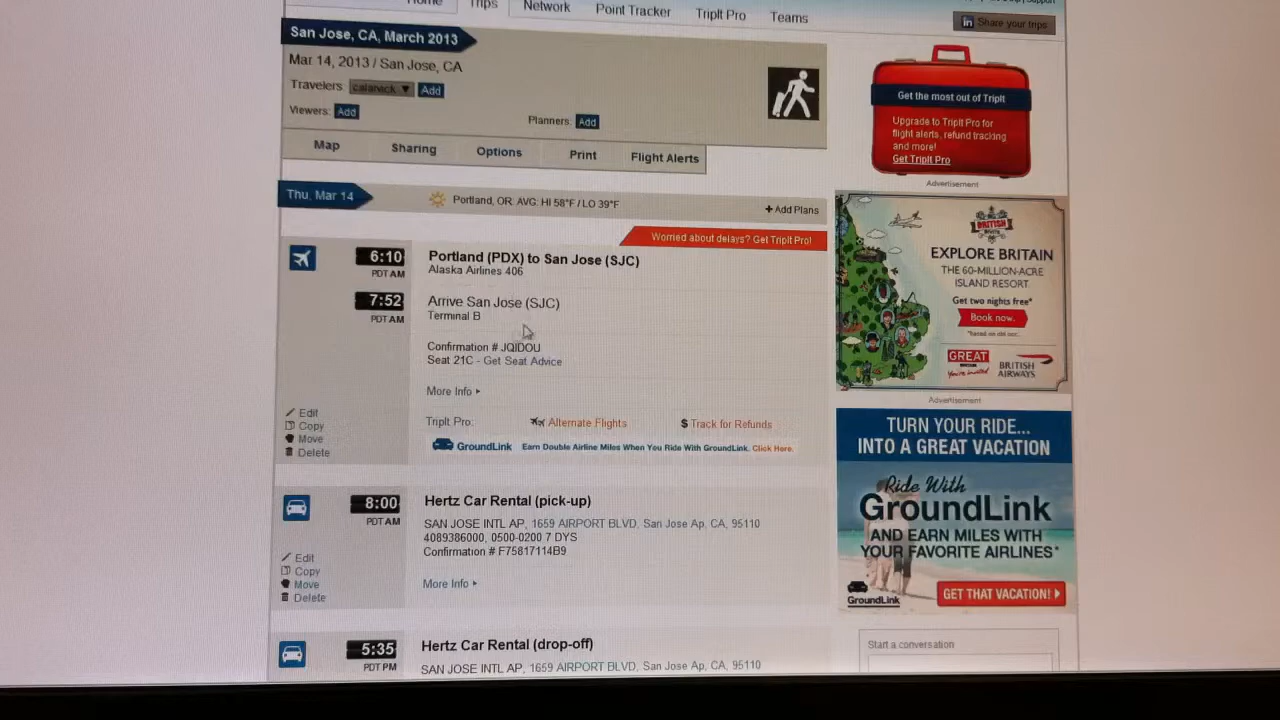 Home Trips Network Point Tracker TripIt Pro Teams
Support
Share your trips
San Jose, CA, March 2013
Mar 14, 2013 / San Jose, CA
Travelers: Add
Viewers: Add
Planners: Add
Map Sharing Options Print Flight Alerts
Get the most out of TripIt
Upgrade to TripIt Pro for
flight alerts, refund tracking
and more!
Get TripIt Pro
Advertisement
Thu, Mar 14
Portland, OR: AVG: HI 58°F / LO 39°F
+Add Plans
Worried about delays? Get TripIt Pro!
6:10
PDT AM
Portland (PDX) to San Jose (SJC)
Alaska Airlines 406
7:52
PDT AM
Arrive San Jose (SJC)
Terminal B
Confirmation # JQIDOU
Seat 21C - Get Seat Advice
More Info
Edit
Copy
Move
Delete
TripIt Pro: Alternate Flights $ Track for Refunds
GroundLink Earn Double Airline Miles When You Ride With GroundLink. Click Here.
BRITISH
EXPLORE BRITAIN
THE 60-MILLION-ACRE
ISLAND RESORT.
Get two nights free*
Book now.
GREAT
You're invited
BRITISH AIRWAYS
Advertisement
8:00
PDT AM
Hertz Car Rental (pick-up)
SAN JOSE INTL AP, 1659 AIRPORT BLVD, San Jose Ap, CA, 95110
4089386000, 0500-0200 7 DYS
Confirmation # F75817114B9
More Info
Edit
Copy
Move
Delete
TURN YOUR RIDE...
INTO A GREAT VACATION
Ride With
GroundLink
AND EARN MILES WITH
YOUR FAVORITE AIRLINES*
GroundLink
GET THAT VACATION!
5:35
PDT PM
Hertz Car Rental (drop-off)
SAN JOSE INTL AP, 1659 AIRPORT BLVD, San Jose Ap, CA, 95110
Start a conversation